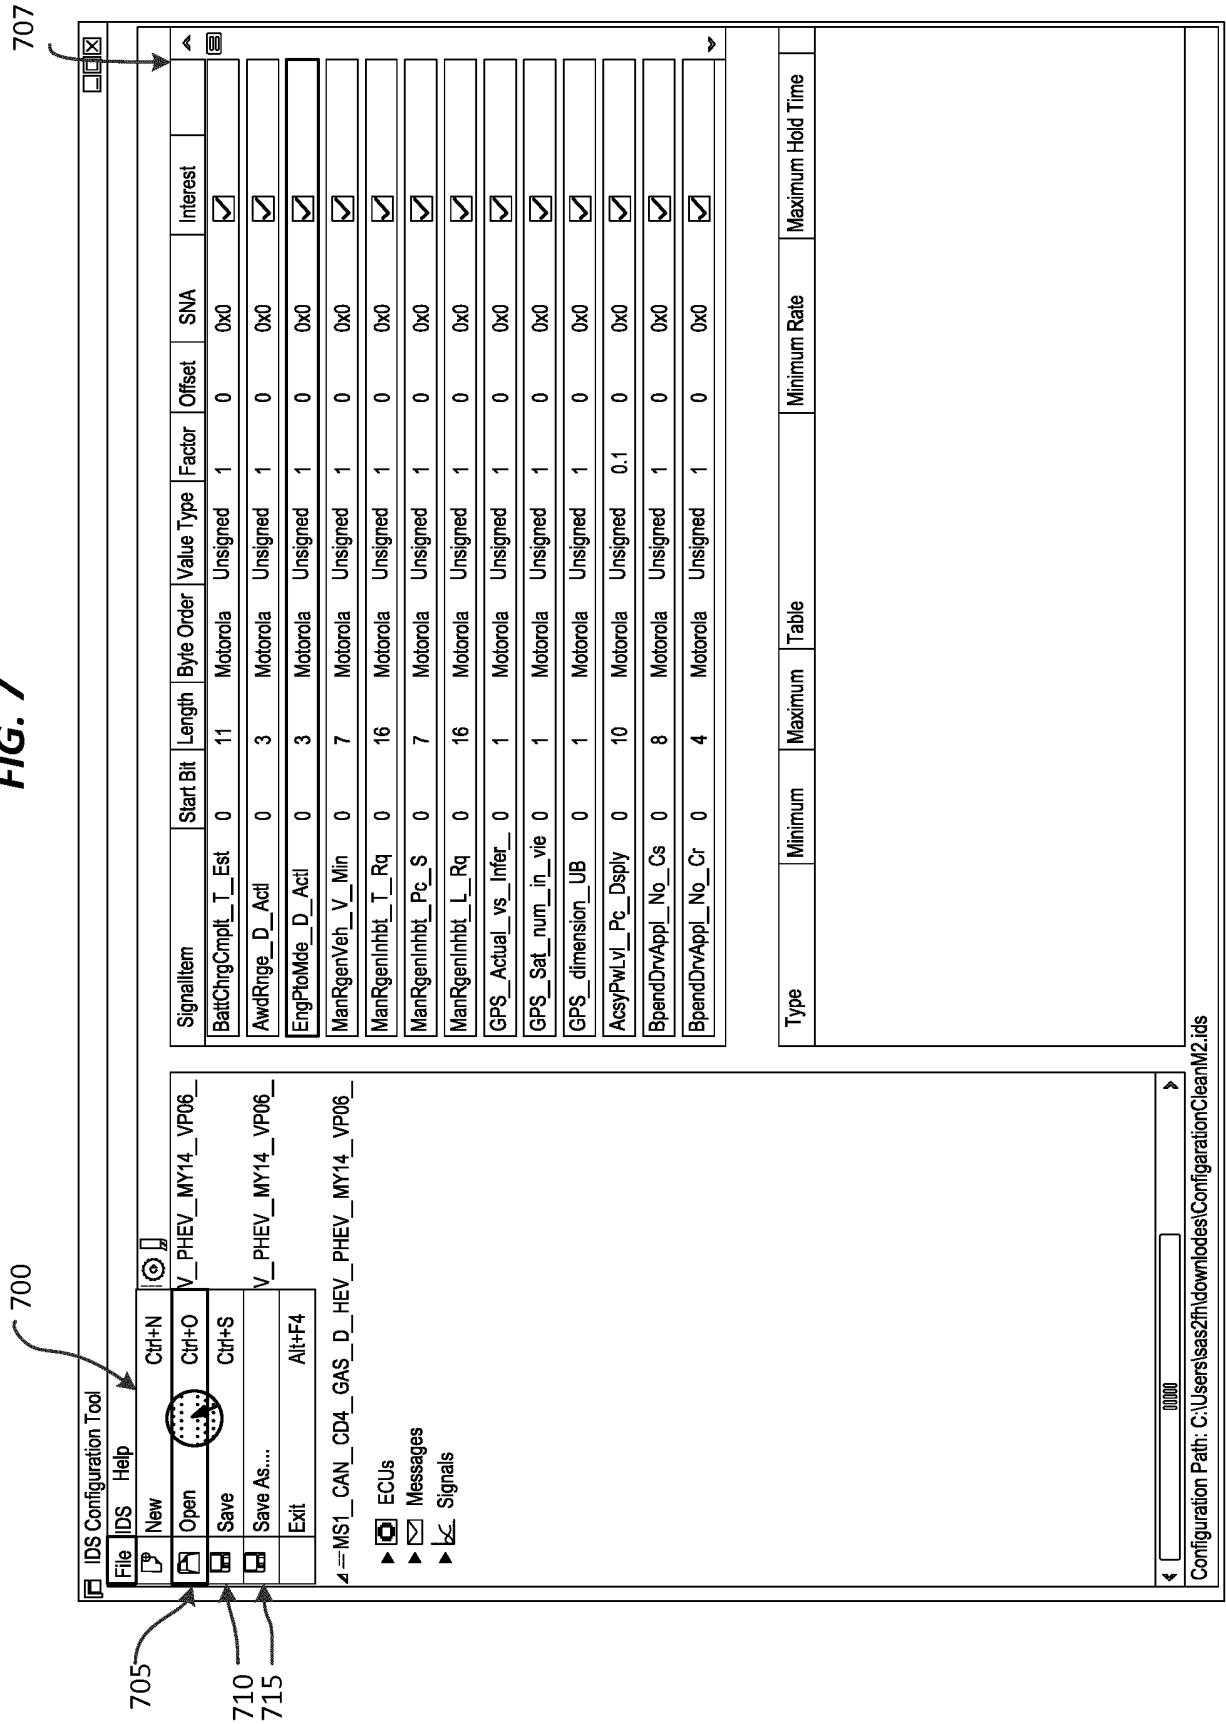 FIG. 7
700
707
IDS Configuration Tool
File IDS Help
New Ctrl+N
Open Ctrl+O
Save Ctrl+S
Save As....
Exit Alt+F4
705
710
715
V_PHEV_MY14_VP06_
V_PHEV_MY14_VP06_
MS1_CAN_CD4_GAS_D_HEV_PHEV_MY14_VP06_
ECUs
Messages
Signals
SignalItem Start Bit Length Byte Order Value Type Factor Offset SNA Interest
BattChrgCmplt_T_Est 0 11 Motorola Unsigned 1 0 0x0
AwdRnge_D_Actl 0 3 Motorola Unsigned 1 0 0x0
EngPtoMde_D_Actl 0 3 Motorola Unsigned 1 0 0x0
ManRgenVeh_V_Min 0 7 Motorola Unsigned 1 0 0x0
ManRgenInhbt_T_Rq 0 16 Motorola Unsigned 1 0 0x0
ManRgenInhbt_Pc_S 0 7 Motorola Unsigned 1 0 0x0
ManRgenInhbt_L_Rq 0 16 Motorola Unsigned 1 0 0x0
GPS_Actual_vs_Infer_ 0 1 Motorola Unsigned 1 0 0x0
GPS_Sat_num_in_vie 0 1 Motorola Unsigned 1 0 0x0
GPS_dimension_UB 0 1 Motorola Unsigned 1 0 0x0
AcsyPwLvl_Pc_Dsply 0 10 Motorola Unsigned 0.1 0 0x0
BpendDrvAppl_No_Cs 0 8 Motorola Unsigned 1 0 0x0
BpendDrvAppl_No_Cr 0 4 Motorola Unsigned 1 0 0x0
Type Minimum Maximum Table Minimum Rate Maximum Hold Time
Configuration Path: C:\Users\sas2fh\downlodes\ConfigarationCleanM2.ids